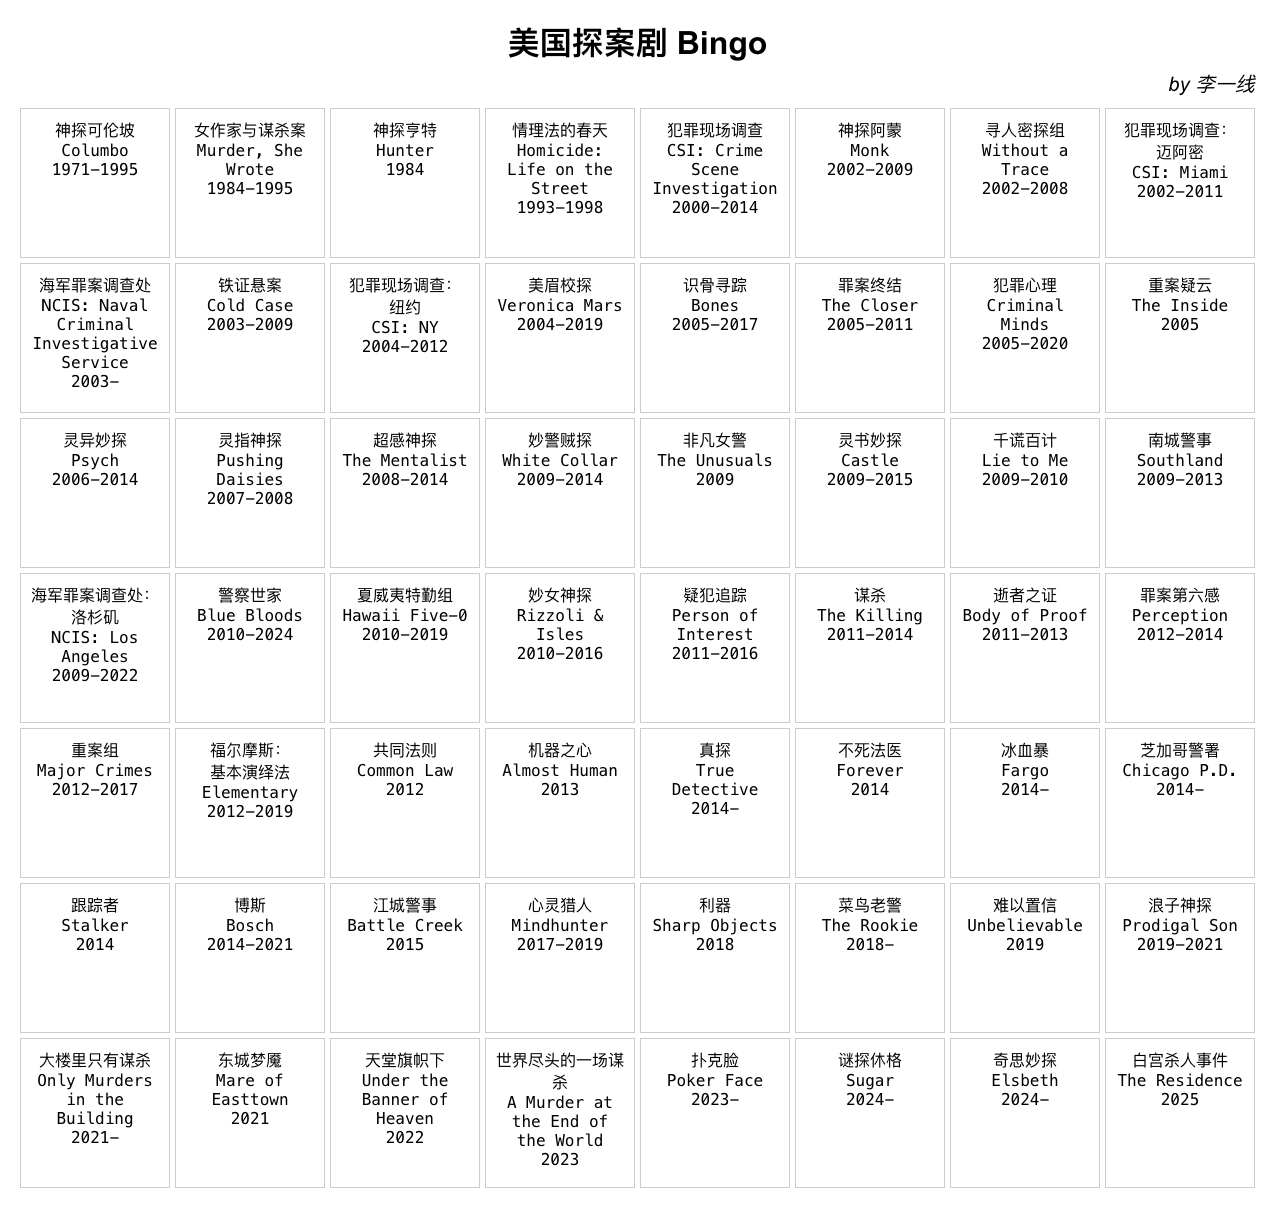 美国探案剧 Bingo
by 李一线
神探可伦坡
Columbo
1971–1995
女作家与谋杀案
Murder, She
Wrote
1984–1995
神探亨特
Hunter
1984
情理法的春天
Homicide:
Life on the
Street
1993–1998
犯罪现场调查
CSI: Crime
Scene
Investigation
2000–2014
神探阿蒙
Monk
2002–2009
寻人密探组
Without a
Trace
2002–2008
犯罪现场调查：
迈阿密
CSI: Miami
2002–2011
海军罪案调查处
NCIS: Naval
Criminal
Investigative
Service
2003–
铁证悬案
Cold Case
2003–2009
犯罪现场调查：
纽约
CSI: NY
2004–2012
美眉校探
Veronica Mars
2004–2019
识骨寻踪
Bones
2005–2017
罪案终结
The Closer
2005–2011
犯罪心理
Criminal
Minds
2005–2020
重案疑云
The Inside
2005
灵异妙探
Psych
2006–2014
灵指神探
Pushing
Daisies
2007–2008
超感神探
The Mentalist
2008–2014
妙警贼探
White Collar
2009–2014
非凡女警
The Unusuals
2009
灵书妙探
Castle
2009–2015
千谎百计
Lie to Me
2009–2010
南城警事
Southland
2009–2013
海军罪案调查处：
洛杉矶
NCIS: Los
Angeles
2009–2022
警察世家
Blue Bloods
2010–2024
夏威夷特勤组
Hawaii Five-0
2010–2019
妙女神探
Rizzoli &
Isles
2010–2016
疑犯追踪
Person of
Interest
2011–2016
谋杀
The Killing
2011–2014
逝者之证
Body of Proof
2011–2013
罪案第六感
Perception
2012–2014
重案组
Major Crimes
2012–2017
福尔摩斯：
基本演绎法
Elementary
2012–2019
共同法则
Common Law
2012
机器之心
Almost Human
2013
真探
True
Detective
2014–
不死法医
Forever
2014
冰血暴
Fargo
2014–
芝加哥警署
Chicago P.D.
2014–
跟踪者
Stalker
2014
博斯
Bosch
2014–2021
江城警事
Battle Creek
2015
心灵猎人
Mindhunter
2017–2019
利器
Sharp Objects
2018
菜鸟老警
The Rookie
2018–
难以置信
Unbelievable
2019
浪子神探
Prodigal Son
2019–2021
大楼里只有谋杀
Only Murders
in the
Building
2021–
东城梦魇
Mare of
Easttown
2021
天堂旗帜下
Under the
Banner of
Heaven
2022
世界尽头的一场谋
杀
A Murder at
the End of
the World
2023
扑克脸
Poker Face
2023–
谜探休格
Sugar
2024–
奇思妙探
Elsbeth
2024–
白宫杀人事件
The Residence
2025